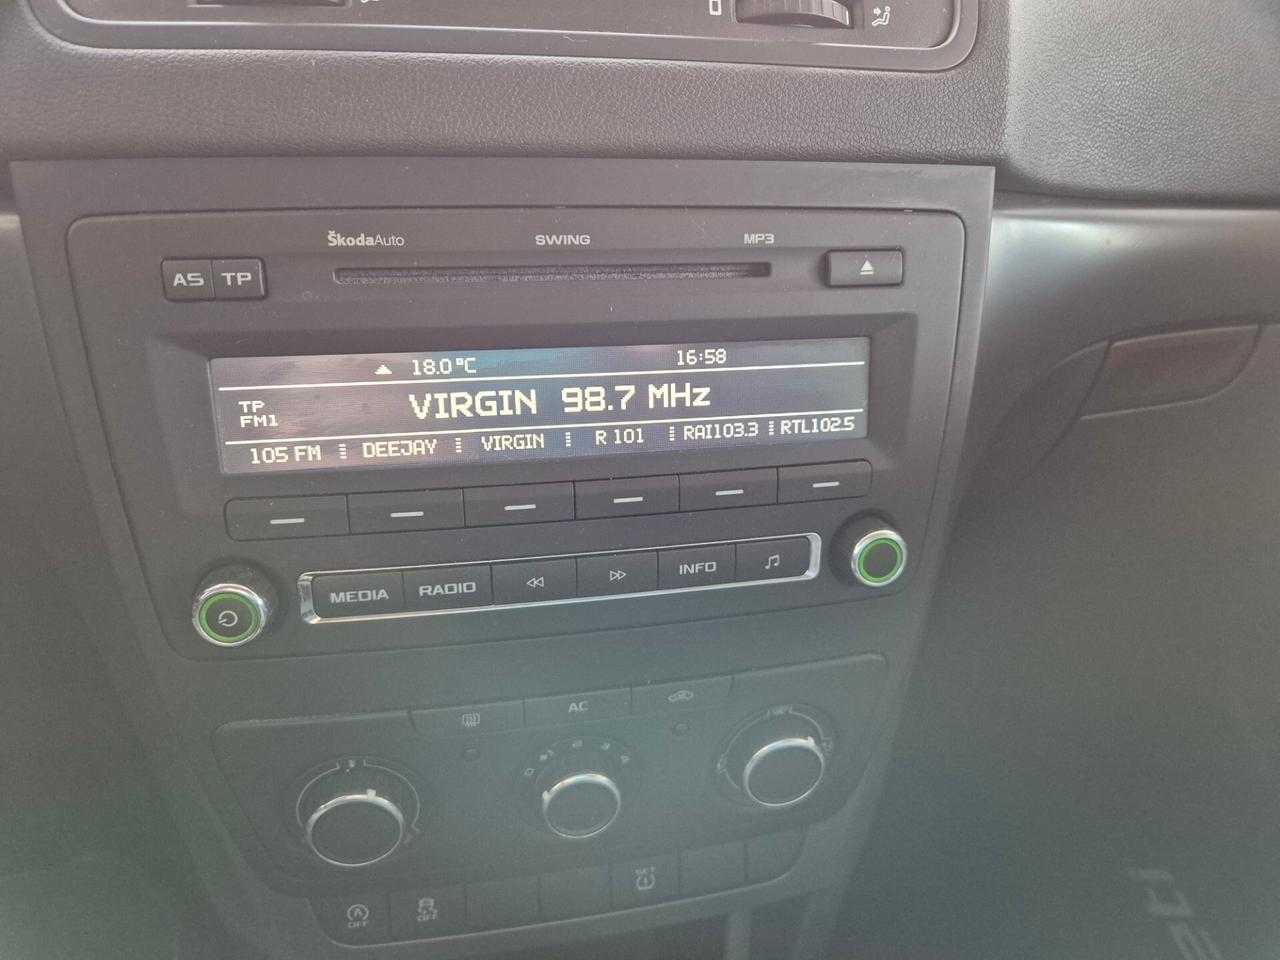 ŠkodaAuto SWING MP3
AS TP
18.0°C 16:58
TP
FM1
VIRGIN 98.7 MHz
105 FM DEEJAY VIRGIN R 101 RAI103.3 RTL102.5
MEDIA RADIO INFO
AC
SET
OFF OFF